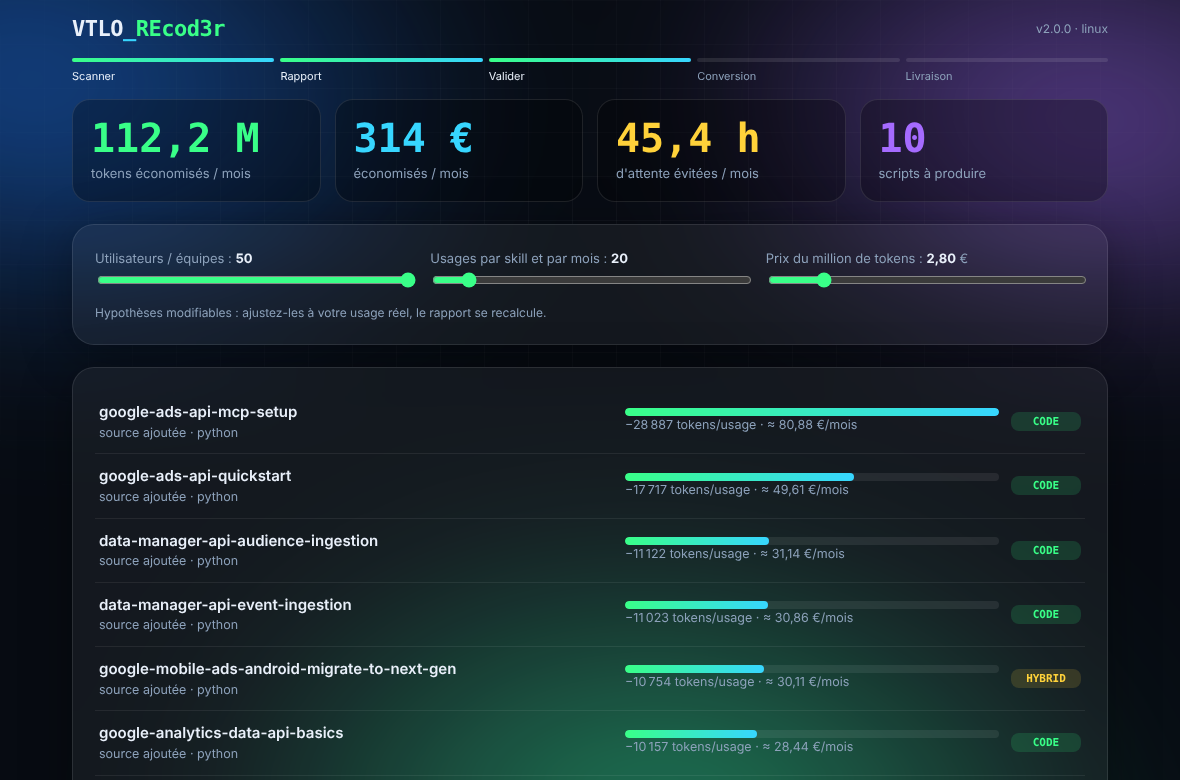 VTLO_REcod3r
v2.0.0 · linux
Scanner
Rapport
Valider
Conversion
Livraison
112,2 M
tokens économisés / mois
314 €
économisés / mois
45,4 h
d'attente évitées / mois
10
scripts à produire
Utilisateurs / équipes : 50
Usages par skill et par mois : 20
Prix du million de tokens : 2,80 €
Hypothèses modifiables : ajustez-les à votre usage réel, le rapport se recalcule.
google-ads-api-mcp-setup
source ajoutée · python
−28 887 tokens/usage · ≈ 80,88 €/mois
CODE
google-ads-api-quickstart
source ajoutée · python
−17 717 tokens/usage · ≈ 49,61 €/mois
CODE
data-manager-api-audience-ingestion
source ajoutée · python
−11 122 tokens/usage · ≈ 31,14 €/mois
CODE
data-manager-api-event-ingestion
source ajoutée · python
−11 023 tokens/usage · ≈ 30,86 €/mois
CODE
google-mobile-ads-android-migrate-to-next-gen
source ajoutée · python
−10 754 tokens/usage · ≈ 30,11 €/mois
HYBRID
google-analytics-data-api-basics
source ajoutée · python
−10 157 tokens/usage · ≈ 28,44 €/mois
CODE